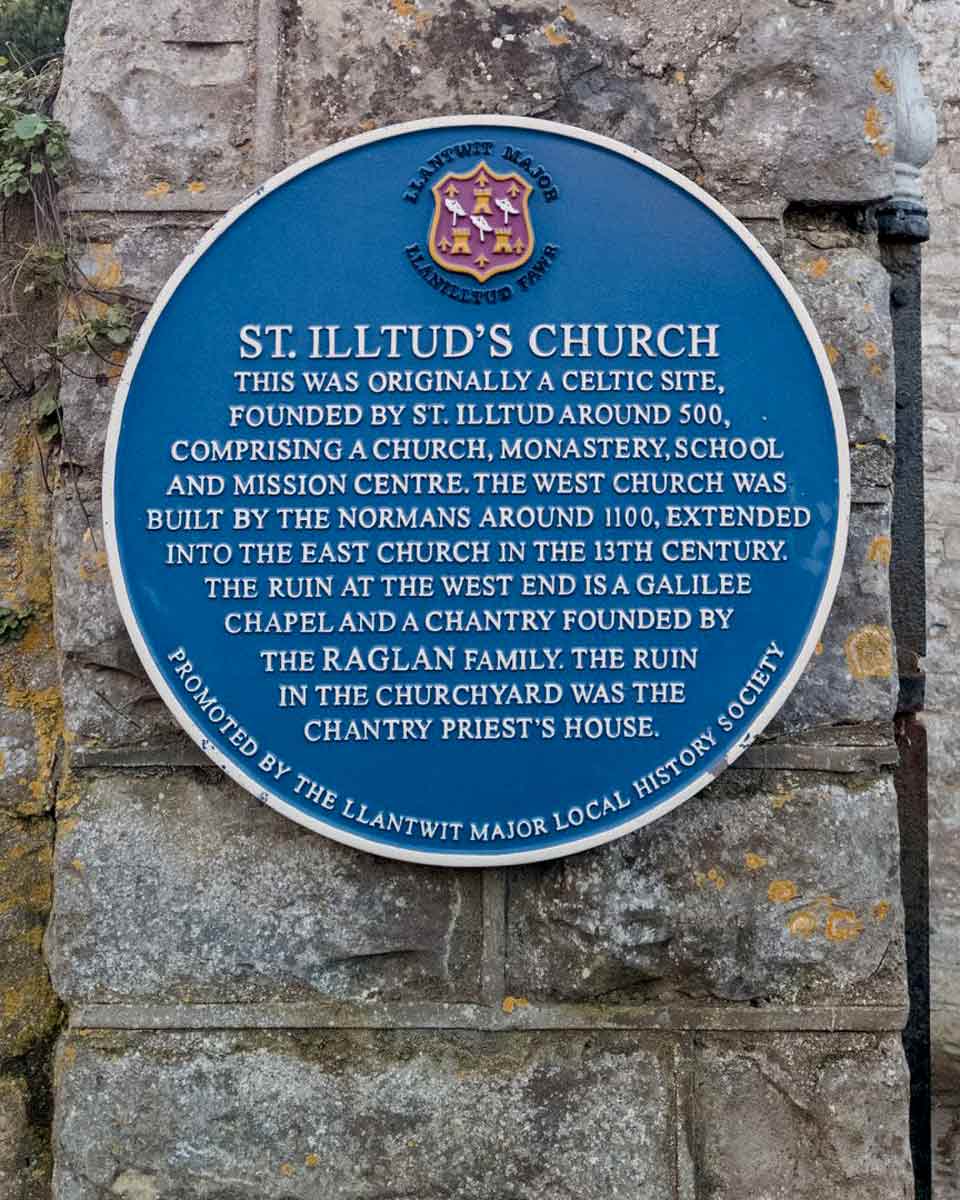 LLANTWIT MAJOR
LLANILLTUD FAWR
ST. ILLTUD'S CHURCH
THIS WAS ORIGINALLY A CELTIC SITE,
FOUNDED BY ST. ILLTUD AROUND 500,
COMPRISING A CHURCH, MONASTERY, SCHOOL
AND MISSION CENTRE. THE WEST CHURCH WAS
BUILT BY THE NORMANS AROUND 1100, EXTENDED
INTO THE EAST CHURCH IN THE 13TH CENTURY.
THE RUIN AT THE WEST END IS A GALILEE
CHAPEL AND A CHANTRY FOUNDED BY
THE RAGLAN FAMILY. THE RUIN
IN THE CHURCHYARD WAS THE
CHANTRY PRIEST'S HOUSE.
PROMOTED BY THE LLANTWIT MAJOR LOCAL HISTORY SOCIETY